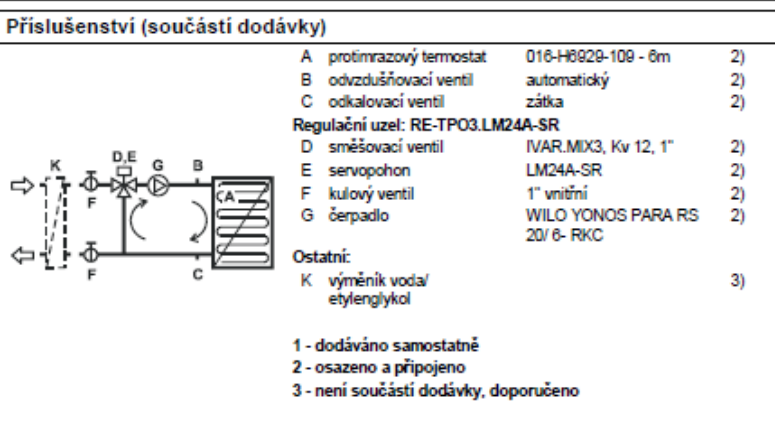 Příslušenství (součástí dodávky)
A protimrazový termostat 016-H6929-109 - 6m 2)
B odvzdušňovací ventil automatický 2)
C odkalovací ventil zátka 2)
Regulační uzel: RE-TPO3.LM24A-SR
D směšovací ventil IVAR.MIX3, Kv 12, 1" 2)
E servopohon LM24A-SR 2)
F kulový ventil 1" vnitřní 2)
G čerpadlo WILO YONOS PARA RS 2)
20/ 6- RKC
Ostatní:
K výměník voda/ 3)
etylenglykol
1 - dodáváno samostatně
2 - osazeno a připojeno
3 - není součástí dodávky, doporučeno
K D,E G B
F
A
F C